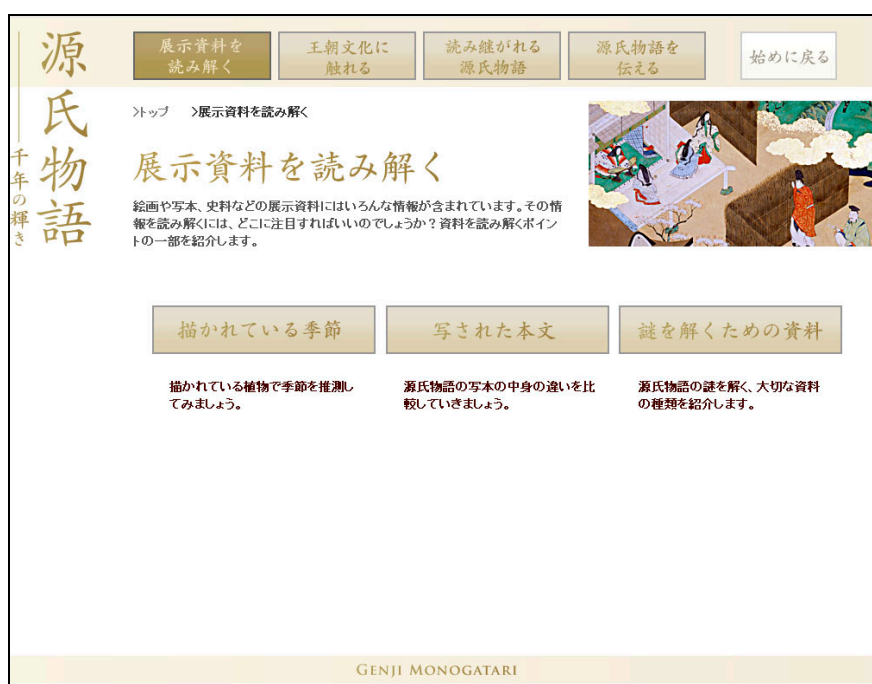 源氏物語
千年の輝き
展示資料を
読み解く
王朝文化に
触れる
読み継がれる
源氏物語
源氏物語を
伝える
始めに戻る
>トップ >展示資料を読み解く
展示資料を読み解く
絵画や写本、史料などの展示資料にはいろんな情報が含まれています。その情
報を読み解くには、どこに注目すればいいのでしょうか?資料を読み解くポイン
トの一部を紹介します。
描かれている季節
写された本文
謎を解くための資料
描かれている植物で季節を推測し
てみましょう。
源氏物語の写本の中身の違いを比
較していきましょう。
源氏物語の謎を解く、大切な資料
の種類を紹介します。
GENJI MONOGATARI